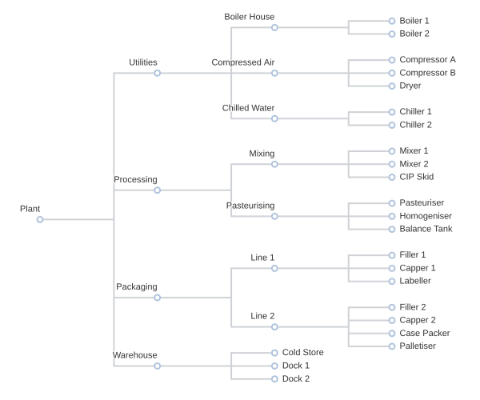 Boiler House
Boiler 1
Boiler 2
Utilities
Compressed Air
Compressor A
Compressor B
Dryer
Chilled Water
Chiller 1
Chiller 2
Mixing
Mixer 1
Mixer 2
CIP Skid
Processing
Pasteurising
Pasteuriser
Homogeniser
Balance Tank
Plant
Line 1
Filler 1
Capper 1
Labeller
Packaging
Line 2
Filler 2
Capper 2
Case Packer
Palletiser
Warehouse
Cold Store
Dock 1
Dock 2